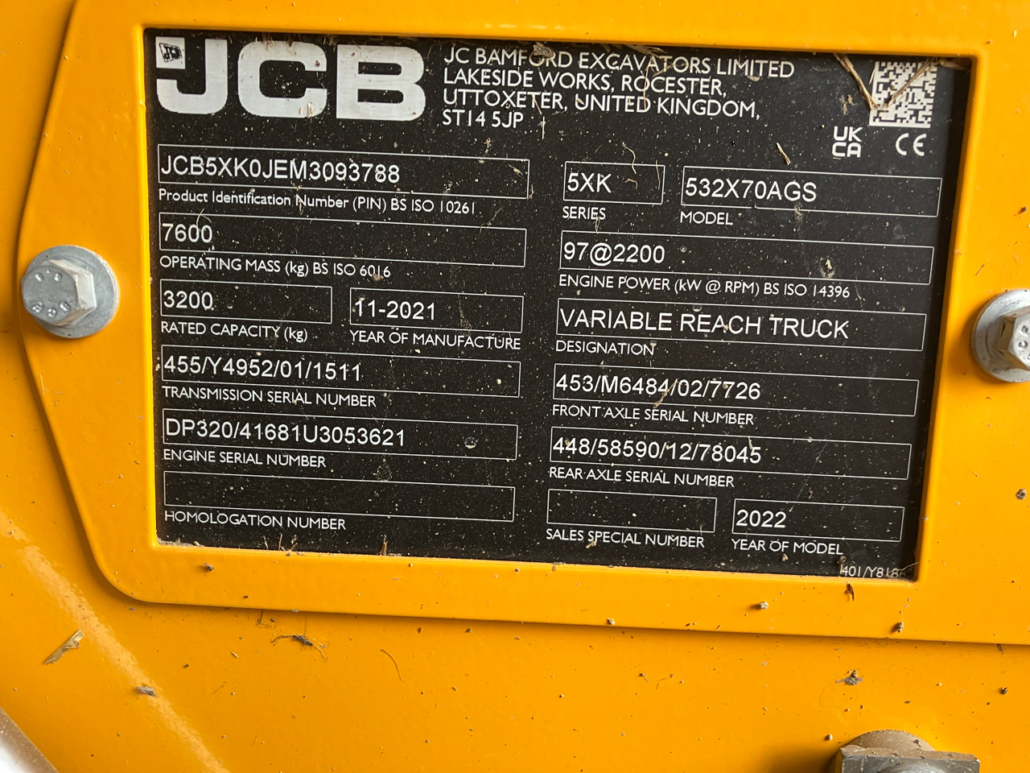 JCB
JC BAMFORD EXCAVATORS LIMITED
LAKESIDE WORKS, ROCESTER,
UTTOXETER, UNITED KINGDOM,
ST14 5JP
UK
CA
CE
JCB5XK0JEM3093788
Product Identification Number (PIN) BS ISO 10261
5XK
SERIES
532X70AGS
MODEL
7600
OPERATING MASS (kg) BS ISO 6016
97@2200
ENGINE POWER (kW @ RPM) BS ISO 14396
3200
RATED CAPACITY (kg)
11-2021
YEAR OF MANUFACTURE
VARIABLE REACH TRUCK
DESIGNATION
455/Y4952/01/1511
TRANSMISSION SERIAL NUMBER
453/M6484/02/7726
FRONT AXLE SERIAL NUMBER
DP320/41681U3053621
ENGINE SERIAL NUMBER
448/58590/12/78045
REAR AXLE SERIAL NUMBER
HOMOLOGATION NUMBER
SALES SPECIAL NUMBER
2022
YEAR OF MODEL